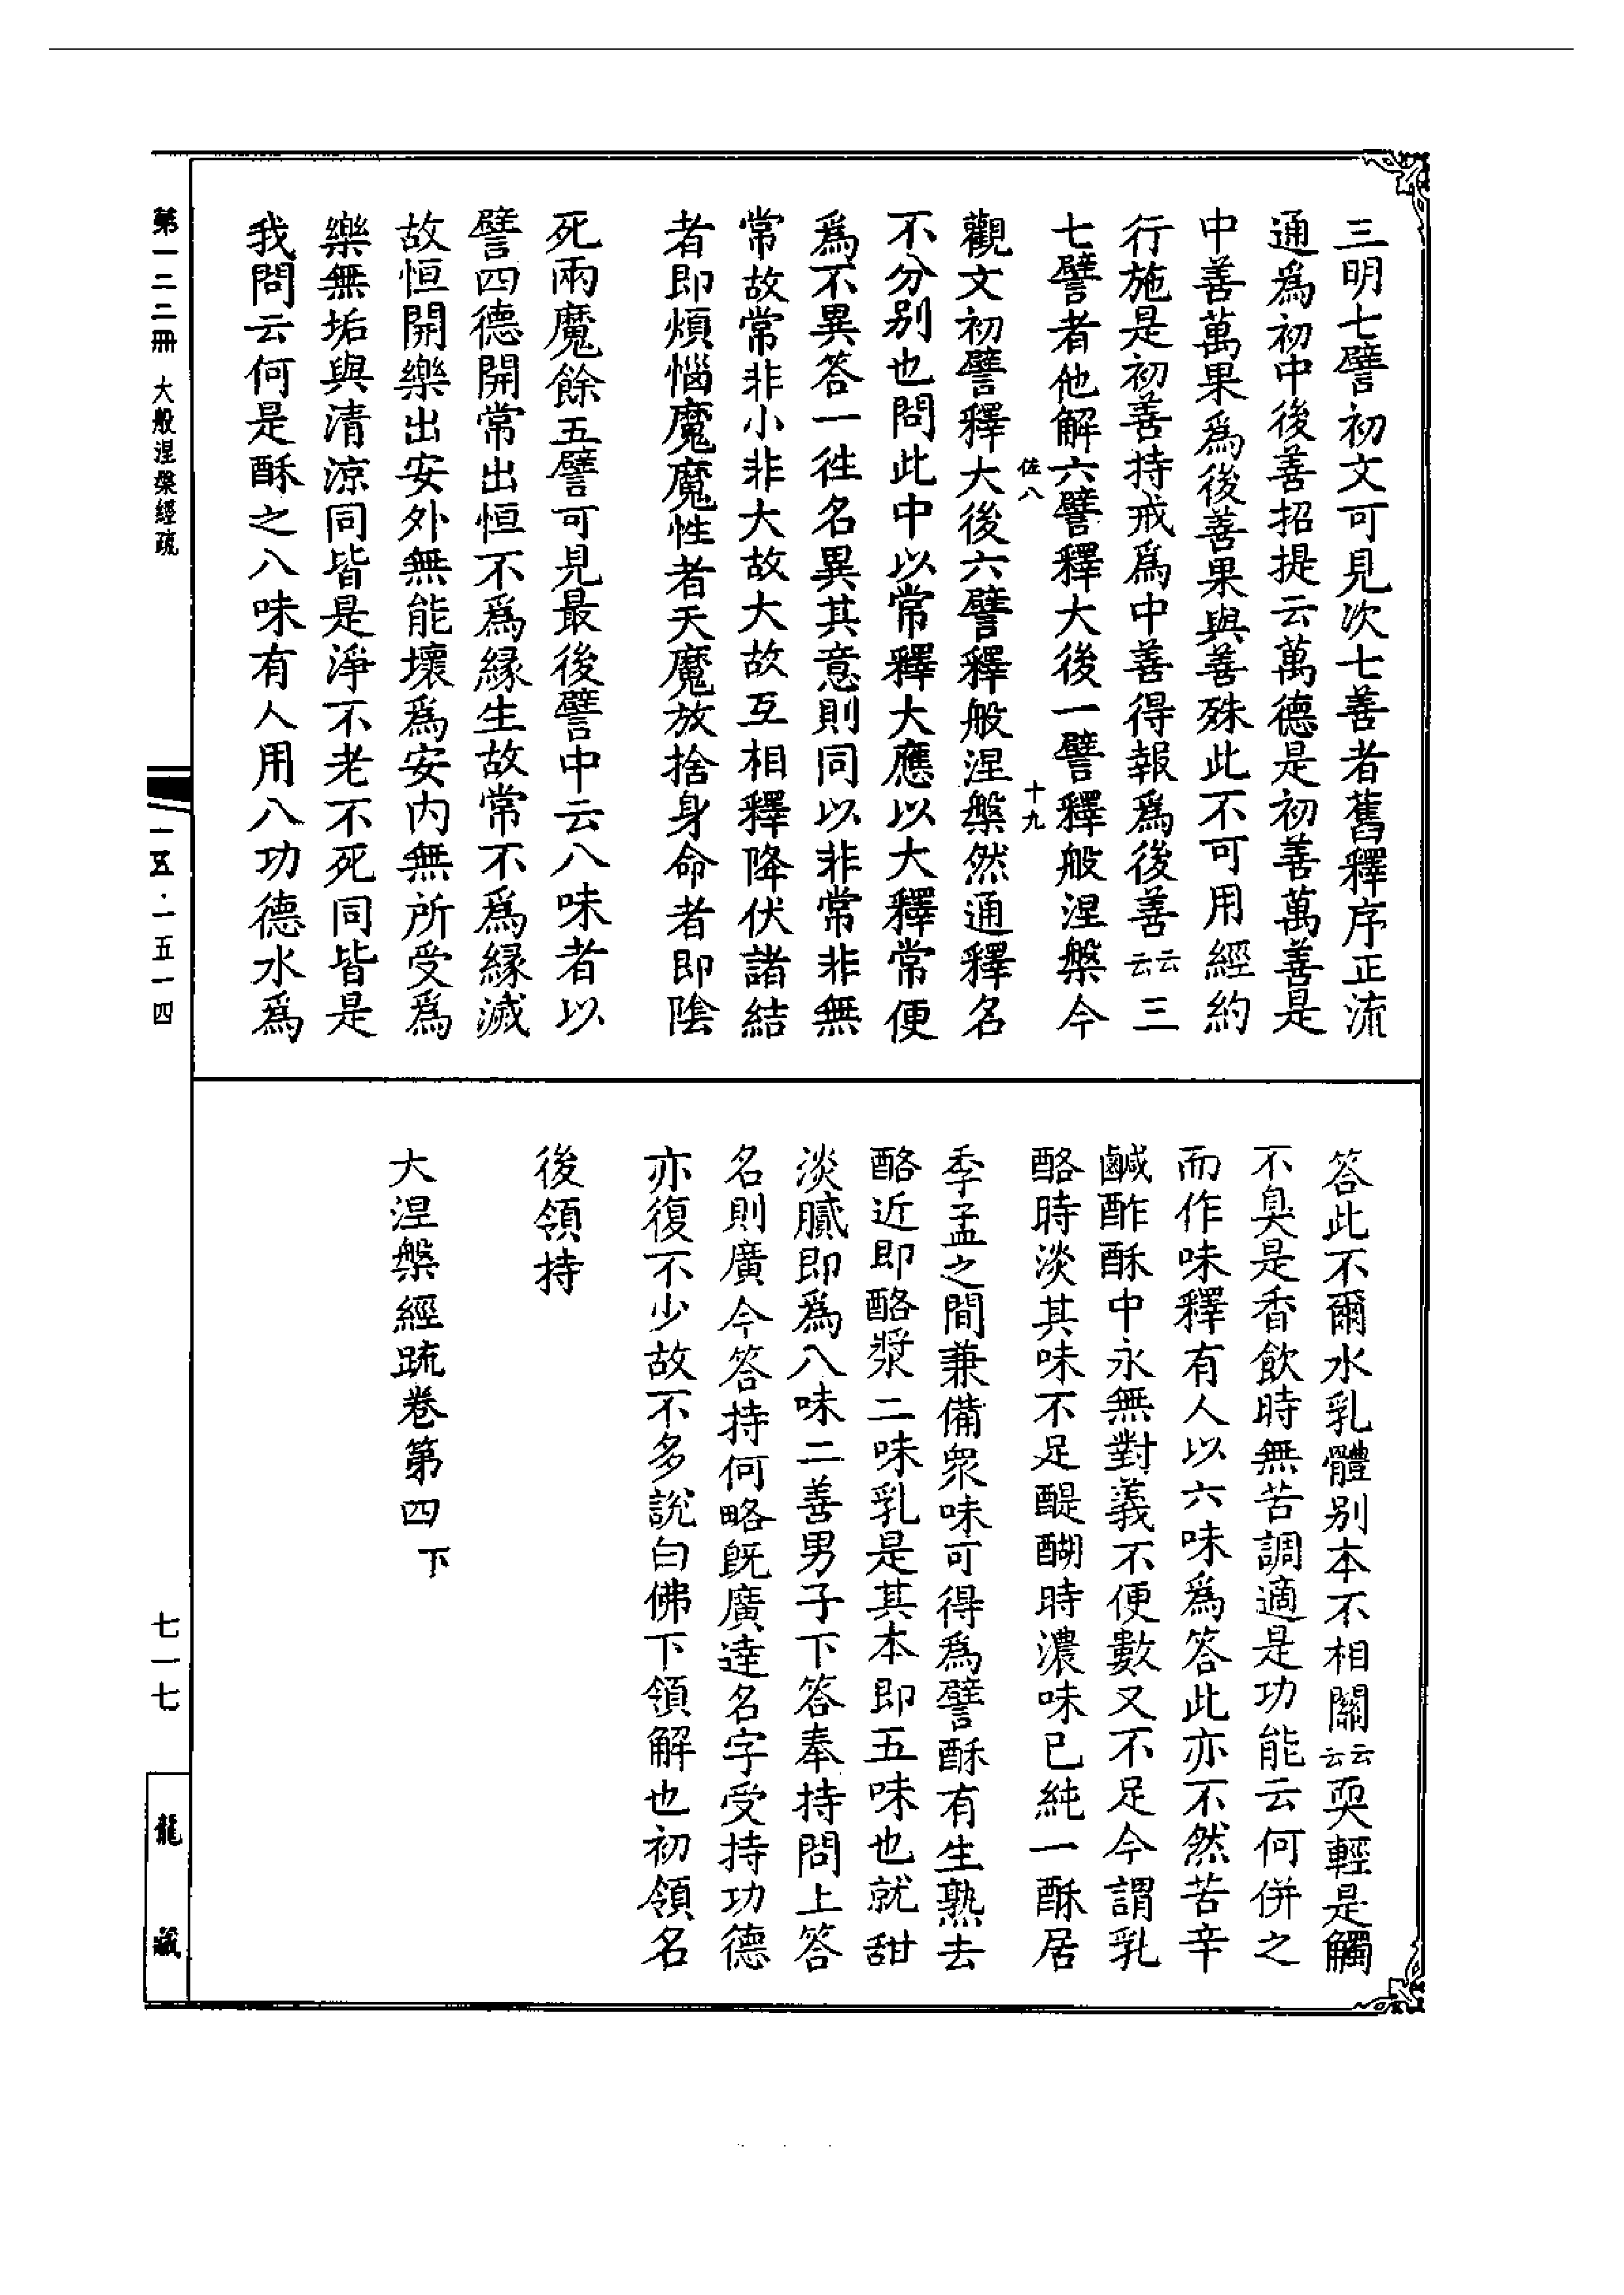 三明七譬初文可見次七善者舊釋序正流
通爲初中後善招提云萬德是初善萬善是
中善萬果爲後善果與善殊此不可用經約
行施是初善持戒爲中善得報爲後善云云三
七譬者他解六譬釋大後一譬釋般涅槃今
佐八 十九
觀文初譬釋大後六譬釋般涅槃然通釋名
不分別也問此中以常釋大應以大釋常便
爲不異答一往名異其意則同以非常非無
常故常非小非大故大故互相釋降伏諸結
者即煩惱魔魔性者天魔放捨身命者即陰
死兩魔餘五譬可見最後譬中云八味者以
譬四德開常出恒不爲緣生故常不爲緣滅
故恒開樂出安外無能壞爲安內無所受爲
樂無垢與清涼同皆是淨不老不死同皆是
我問云何是酥之八味有人用八功德水爲
答此不爾水乳體別本不相關云云耎輕是觸
不臭是香飲時無苦調適是功能云何併之
而作味釋有人以六味爲答此亦不然苦辛
鹹酢酥中永無對義不便數又不足今謂乳
酪時淡其味不足醍醐時濃味已純一酥居
季孟之間兼備衆味可得爲譬酥有生熟去
酪近即酪漿二味乳是其本即五味也就甜
淡膩即爲八味二善男子下答奉持問上答
名則廣今答持何略旣廣達名字受持功德
亦復不少故不多說白佛下領解也初領名
後領持
大涅槃經䟽卷第四下
第一二二冊 大般涅槃經疏
一一五·一五一四
七一七
龍藏